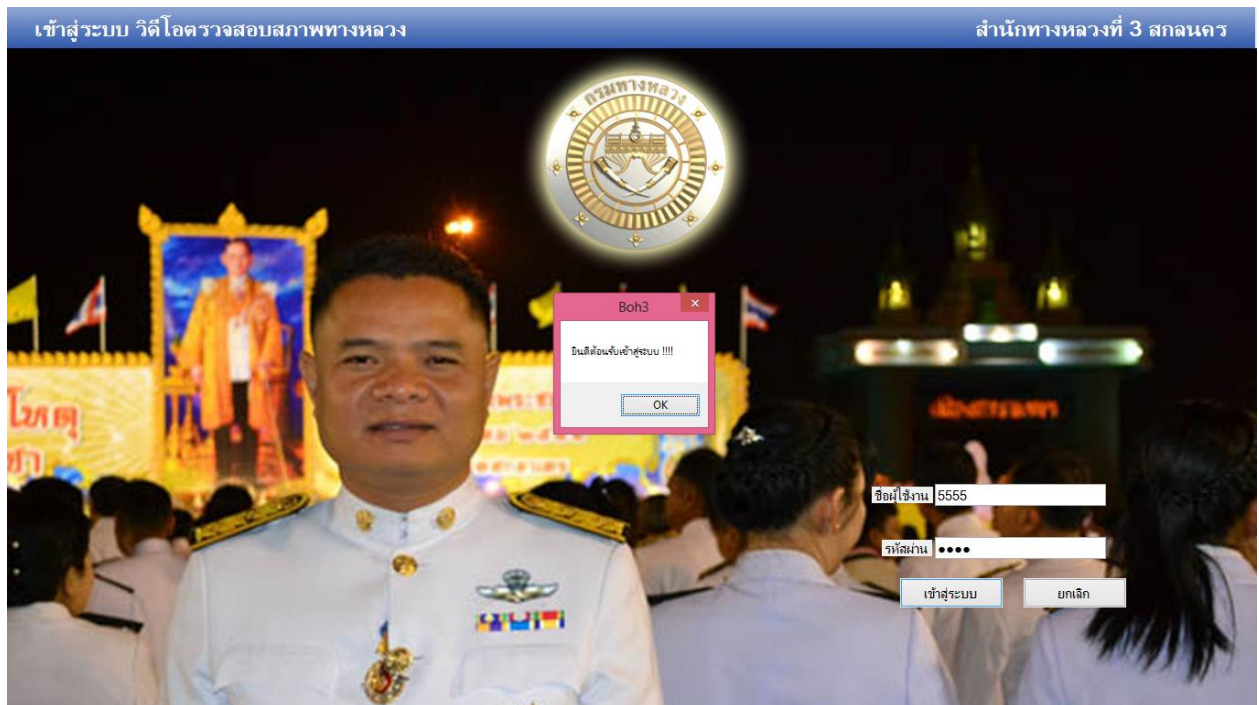 เข้าสู่ระบบ วิดีโอตรวจสอบสภาพทางหลวง
สำนักทางหลวงที่ 3 สกลนคร
กรมทางหลวง
Boh3
ยินดีต้อนรับเข้าสู่ระบบ !!!!
OK
ชื่อผู้ใช้งาน 5555
รหัสผ่าน ●●●●
เข้าสู่ระบบ ยกเลิก